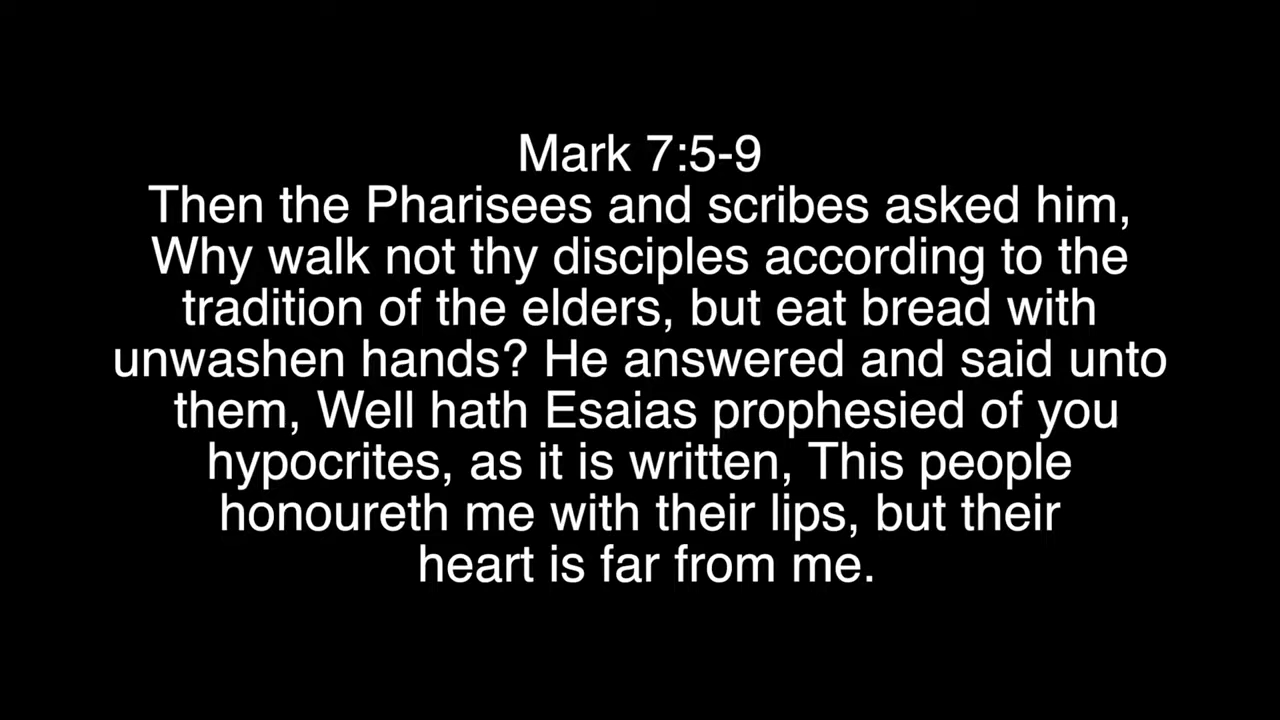 Mark 7:5-9
Then the Pharisees and scribes asked him,
Why walk not thy disciples according to the
tradition of the elders, but eat bread with
unwashen hands? He answered and said unto
them, Well hath Esaias prophesied of you
hypocrites, as it is written, This people
honoureth me with their lips, but their
heart is far from me.